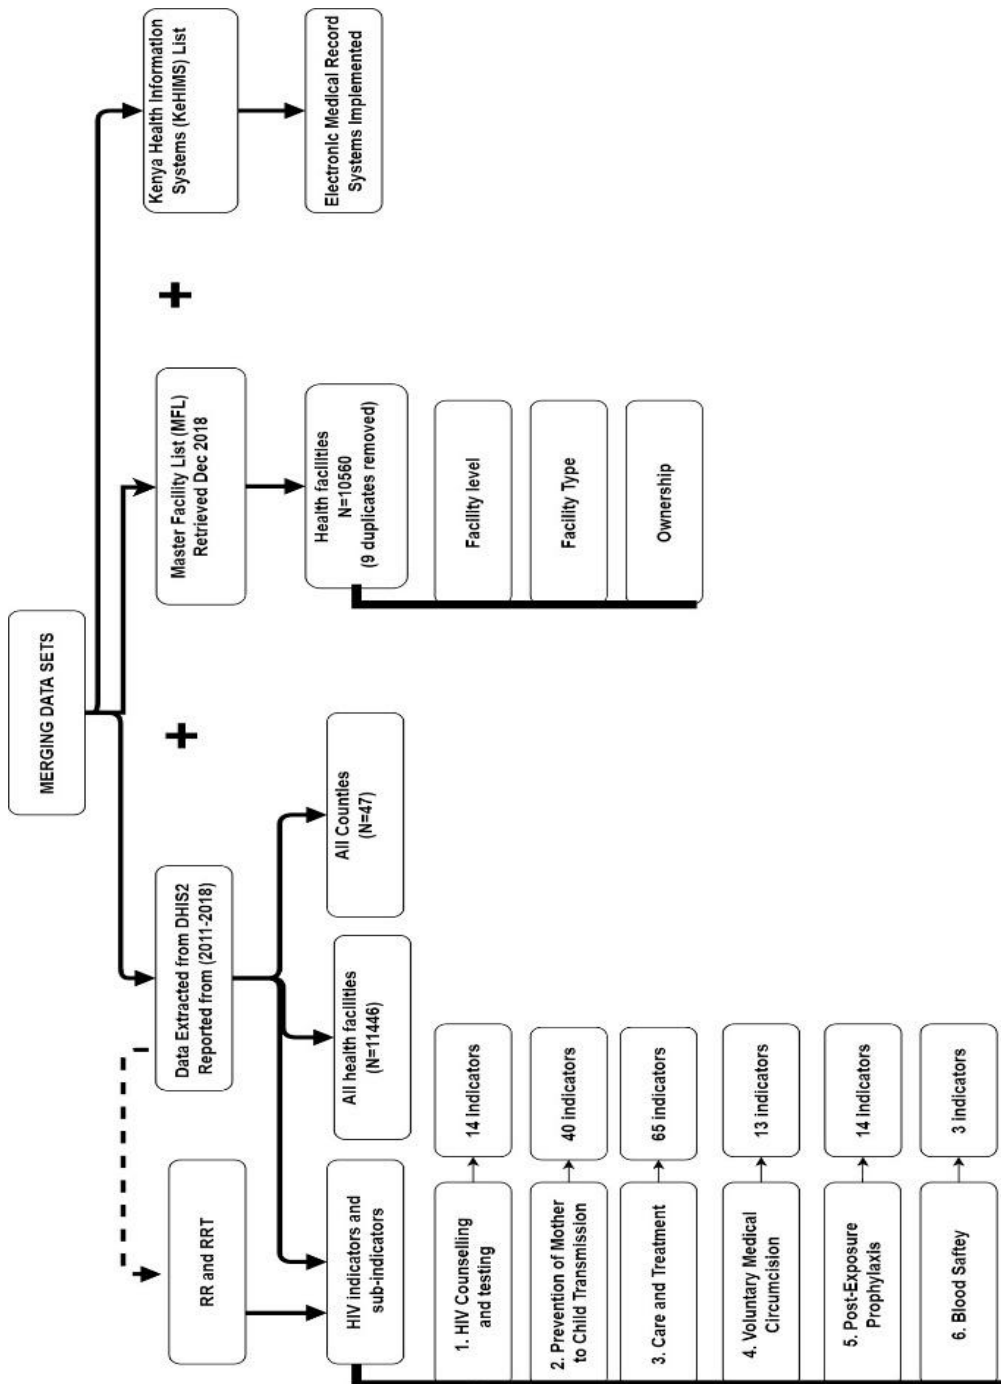 MERGING DATA SETS
Data Extracted from DHIS2
Reported from (2011-2018)
Master Facility List (MFL)
Retrieved Dec 2018
Kenya Health Information
Systems (KeHIMS) List
+
+
RR and RRT
HIV indicators and
sub-indicators
All health facilities
(N=11446)
All Counties
(N=47)
Health facilities
N=10560
(9 duplicates removed)
Electronic Medical Record
Systems Implemented
1. HIV Counselling
and testing
14 indicators
2. Prevention of Mother
to Child Transmission
40 indicators
3. Care and Treatment
65 indicators
4. Voluntary Medical
Circumcision
13 indicators
5. Post-Exposure
Prophylaxis
14 indicators
6. Blood Saftey
3 indicators
Facility level
Facility Type
Ownership